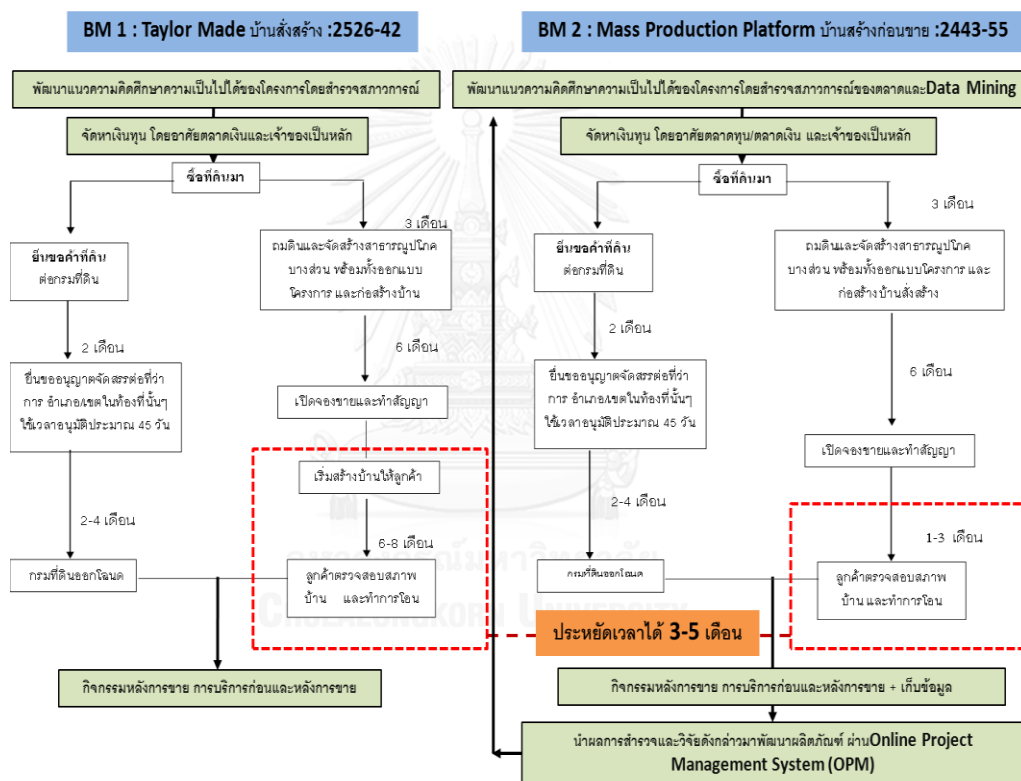 BM 1 : Taylor Made บ้านสั่งสร้าง :2526-42
พัฒนาแนวความคิดศึกษาความเป็นไปได้ของโครงการโดยสำรวจสภาวการณ์
จัดหาเงินทุน โดยอาศัยตลาดเงินและเจ้าของเป็นหลัก
ซื้อที่ดินมา
3 เดือน
ยื่นขอค้าที่ดิน
ต่อกรมที่ดิน
ถมดินและจัดสร้างสาธารณูปโภค
บางส่วน พร้อมทั้งออกแบบ
โครงการ และก่อสร้างบ้าน
2 เดือน
6 เดือน
ยื่นขออนุญาตจัดสรรต่อที่ว่า
การ อำเภอ/เขตในท้องที่นั้นๆ
ใช้เวลาอนุมัติประมาณ 45 วัน
เปิดจองขายและทำสัญญา
เริ่มสร้างบ้านให้ลูกค้า
2-4 เดือน
6-8 เดือน
กรมที่ดินออกโฉนด
ลูกค้าตรวจสอบสภาพ
บ้าน และทำการโอน
กิจกรรมหลังการขาย การบริการก่อนและหลังการขาย
BM 2 : Mass Production Platform บ้านสร้างก่อนขาย :2443-55
พัฒนาแนวความคิดศึกษาความเป็นไปได้ของโครงการโดยสำรวจสภาวการณ์ของตลาดและData Mining
จัดหาเงินทุน โดยอาศัยตลาดทุน/ตลาดเงิน และเจ้าของเป็นหลัก
ซื้อที่ดินมา
3 เดือน
ยื่นขอค้าที่ดิน
ต่อกรมที่ดิน
ถมดินและจัดสร้างสาธารณูปโภค
บางส่วน พร้อมทั้งออกแบบโครงการ และ
ก่อสร้างบ้านสั่งสร้าง
2 เดือน
6 เดือน
ยื่นขออนุญาตจัดสรรต่อที่ว่า
การ อำเภอ/เขตในท้องที่นั้นๆ
ใช้เวลาอนุมัติประมาณ 45 วัน
เปิดจองขายและทำสัญญา
2-4 เดือน
1-3 เดือน
กรมที่ดินออกโฉนด
ลูกค้าตรวจสอบสภาพ
บ้าน และทำการโอน
ประหยัดเวลาได้ 3-5 เดือน
กิจกรรมหลังการขาย การบริการก่อนและหลังการขาย + เก็บข้อมูล
นำผลการสำรวจและวิจัยดังกล่าวมาพัฒนาผลิตภัณฑ์ ผ่านOnline Project
Management System (OPM)
จุฬาลงกรณ์มหาวิทยาลัย
CHULALONGKORN UNIVERSITY